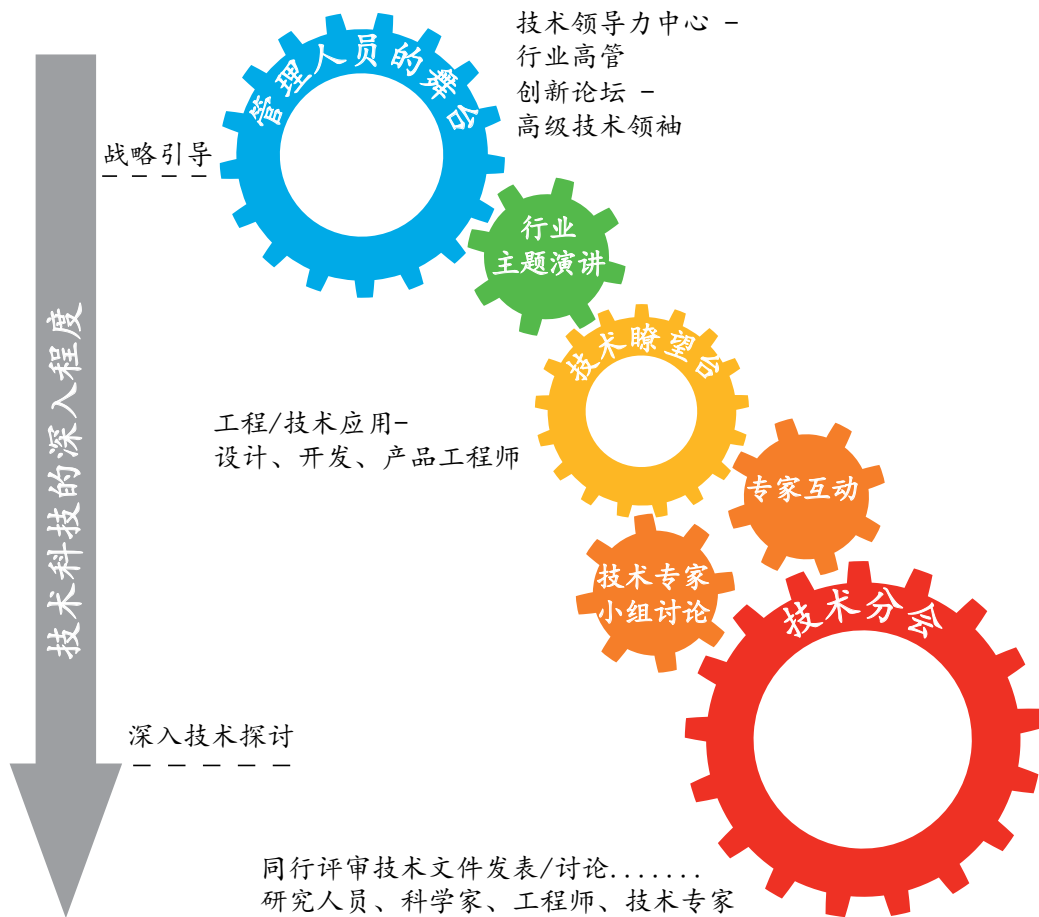 管理人员的舞台
技术领导力中心 -
行业高管
创新论坛 -
高级技术领袖
战略引导
行业
主题演讲
技术瞭望台
工程/技术应用-
设计、开发、产品工程师
专家互动
技术专家
小组讨论
技术分会
技术科技的深入程度
深入技术探讨
同行评审技术文件发表/讨论.......
研究人员、科学家、工程师、技术专家